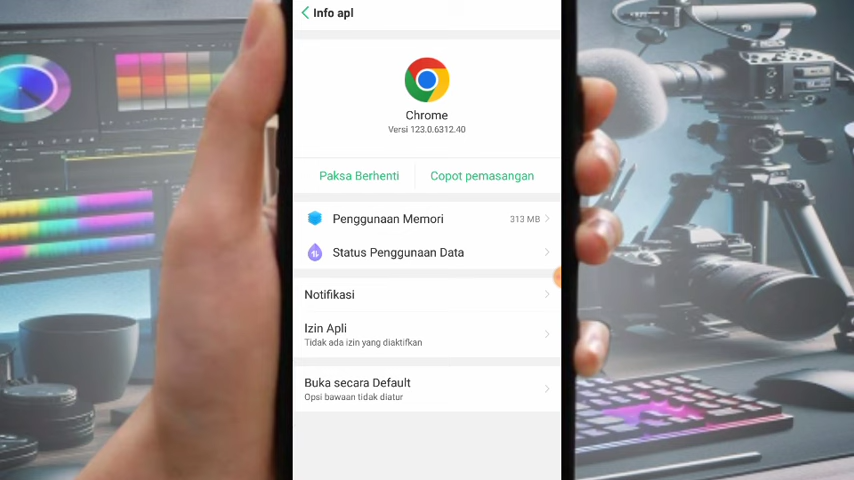 Info apl
Chrome
Versi 123.0.6312.40
Paksa Berhenti
Copot pemasangan
Penggunaan Memori
313 MB
Status Penggunaan Data
Notifikasi
Izin Apli
Tidak ada izin yang diaktifkan
Buka secara Default
Opsi bawaan tidak diatur